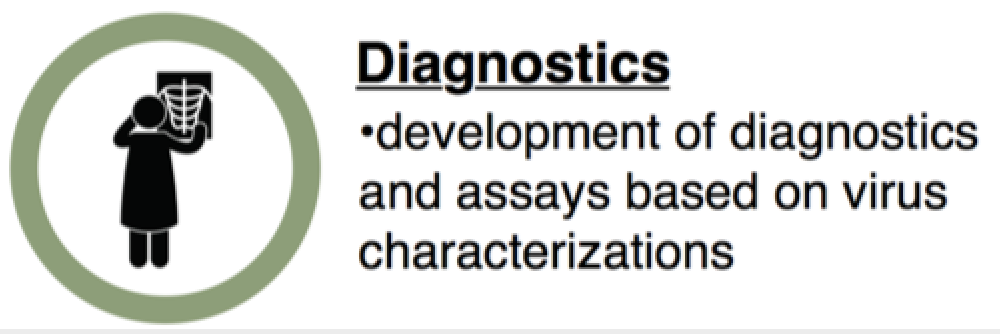 Diagnostics
•development of diagnostics
and assays based on virus
characterizations